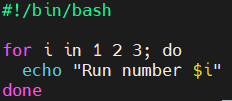 #!/bin/bash

for i in 1 2 3; do
  echo "Run number $i"
done